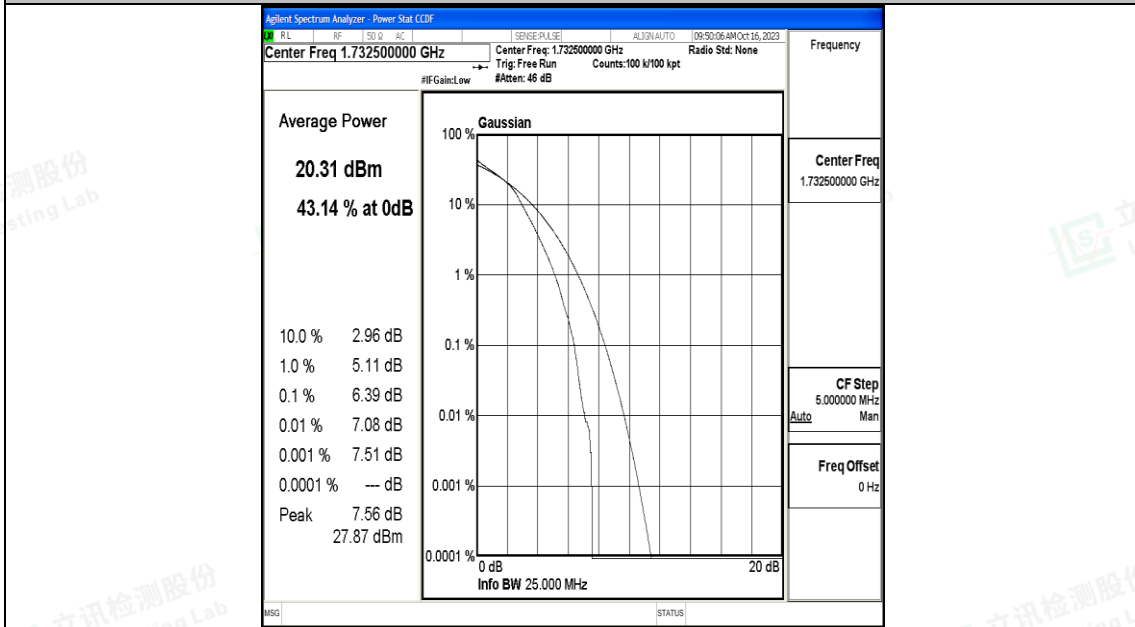 Agilent Spectrum Analyzer - Power Stat CCDF
RL RF 50 Ω AC SENSE:PULSE ALIGNAUTO 09:50:06 AM Oct 16, 2023
Center Freq 1.732500000 GHz
Center Freq: 1.732500000 GHz Radio Std: None
Trig: Free Run Counts:100 k/100 kpt
#IFGain:Low #Atten: 46 dB
Frequency
Average Power
20.31 dBm
43.14 % at 0dB
10.0 % 2.96 dB
1.0 % 5.11 dB
0.1 % 6.39 dB
0.01 % 7.08 dB
0.001 % 7.51 dB
0.0001 % --- dB
Peak 7.56 dB
27.87 dBm
Gaussian
100 %
10 %
1 %
0.1 %
0.01 %
0.001 %
0.0001 %
0 dB 20 dB
Info BW 25.000 MHz
Center Freq
1.732500000 GHz
CF Step
5.000000 MHz
Auto Man
Freq Offset
0 Hz
MSG STATUS
测股份
sting Lab
立讯检测股份
ng Lab
立讯检测股份